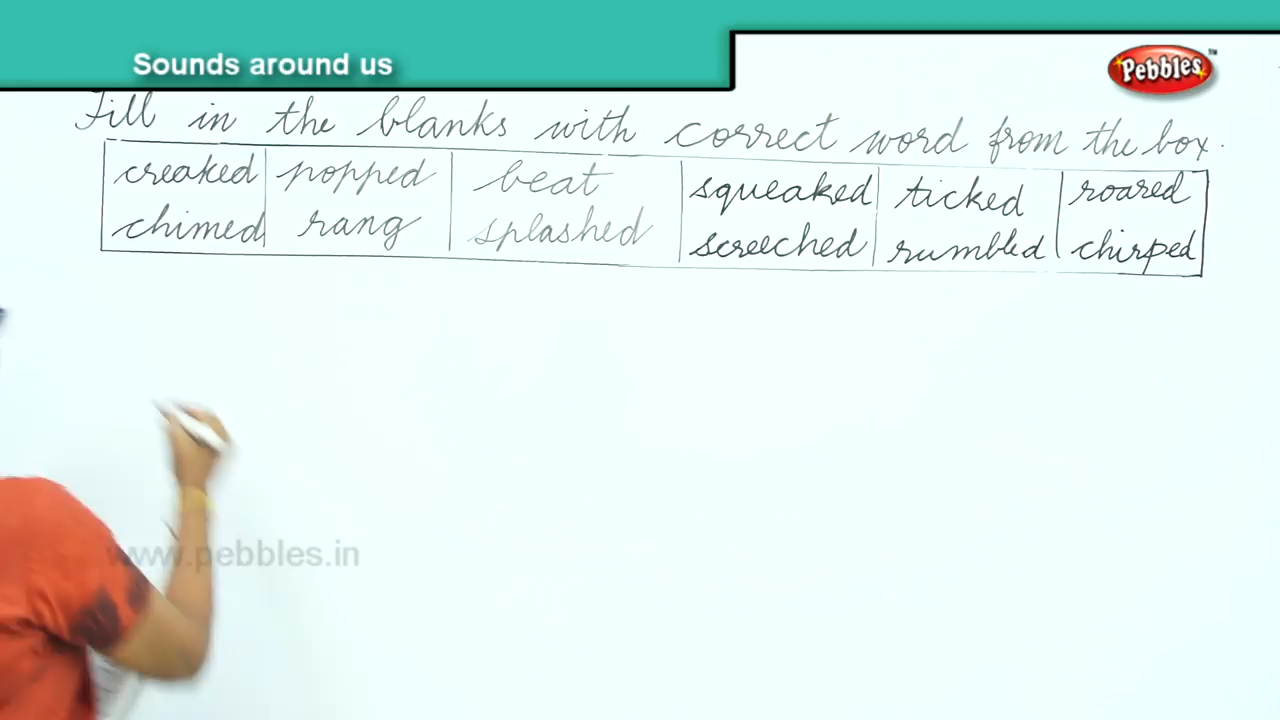 Sounds around us
Pebbles™
Fill in the blanks with correct word from the box.
creaked popped beat squeaked ticked roared
chimed rang splashed screeched rumbled chirped
www.pebbles.in